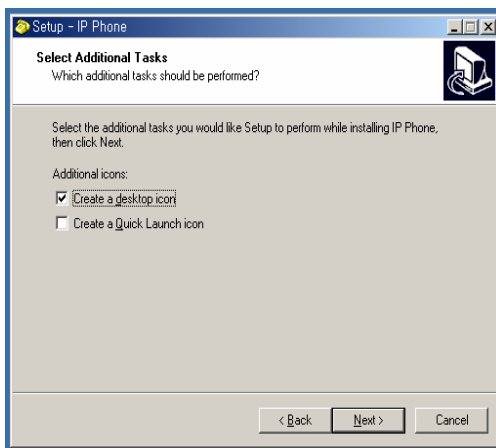 Setup - IP Phone
Select Additional Tasks
Which additional tasks should be performed?
Select the additional tasks you would like Setup to perform while installing IP Phone,
then click Next.
Additional icons:
Create a desktop icon
Create a Quick Launch icon
< Back
Next >
Cancel